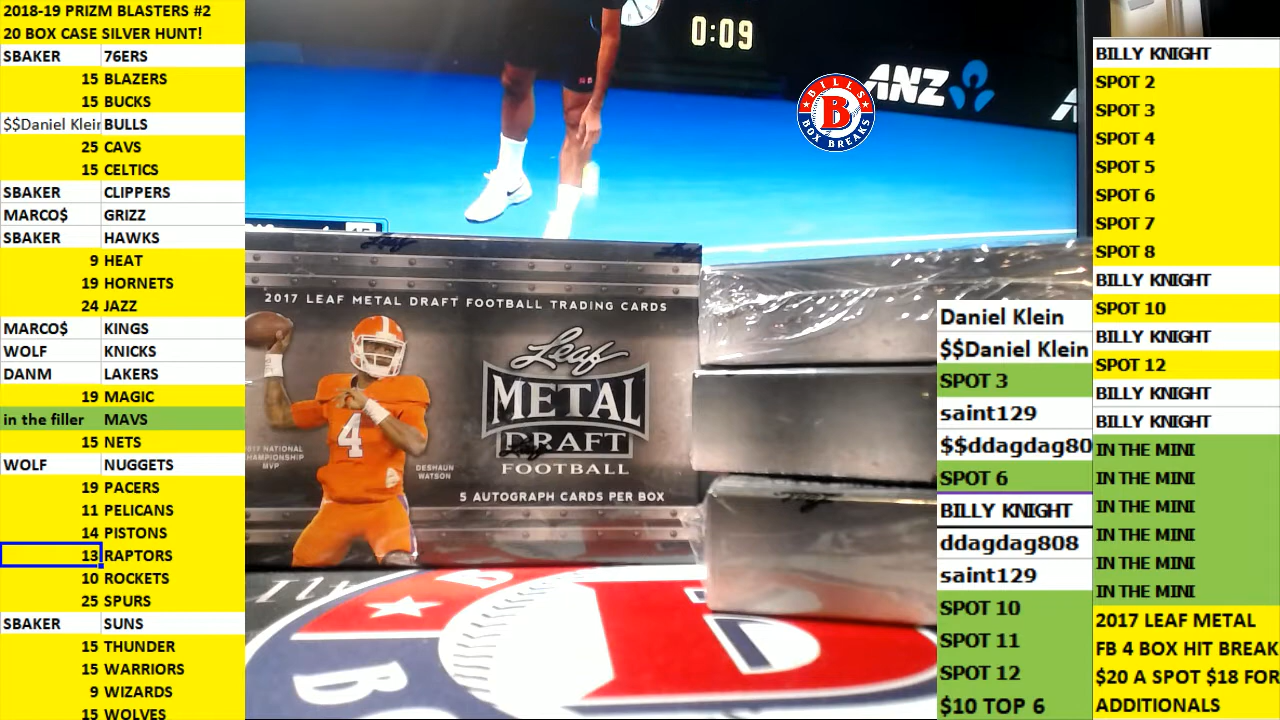 2018-19 PRIZM BLASTERS #2
20 BOX CASE SILVER HUNT!
SBAKER 76ERS
15 BLAZERS
15 BUCKS
$$Daniel Klein BULLS
25 CAVS
15 CELTICS
SBAKER CLIPPERS
MARCO$ GRIZZ
SBAKER HAWKS
9 HEAT
19 HORNETS
24 JAZZ
MARCO$ KINGS
WOLF KNICKS
DANM LAKERS
19 MAGIC
in the filler MAVS
15 NETS
WOLF NUGGETS
19 PACERS
11 PELICANS
14 PISTONS
13 RAPTORS
10 ROCKETS
25 SPURS
SBAKER SUNS
15 THUNDER
15 WARRIORS
9 WIZARDS
15 WOLVES
0:09
ANZ
BILLS
B
BOX BREAKS
Leaf
2017 LEAF METAL DRAFT FOOTBALL TRADING CARDS
Leaf
METAL
DRAFT
FOOTBALL
4
2017 NATIONAL
CHAMPIONSHIP
MVP
DESHAUN
WATSON
5 AUTOGRAPH CARDS PER BOX
Daniel Klein
$$Daniel Klein
SPOT 3
saint129
$$ddagdag80
SPOT 6
BILLY KNIGHT
ddagdag808
saint129
SPOT 10
SPOT 11
SPOT 12
$10 TOP 6
BILLY KNIGHT
SPOT 2
SPOT 3
SPOT 4
SPOT 5
SPOT 6
SPOT 7
SPOT 8
BILLY KNIGHT
SPOT 10
BILLY KNIGHT
SPOT 12
BILLY KNIGHT
BILLY KNIGHT
IN THE MINI
IN THE MINI
IN THE MINI
IN THE MINI
IN THE MINI
IN THE MINI
2017 LEAF METAL
FB 4 BOX HIT BREAK
$20 A SPOT $18 FOR
ADDITIONALS